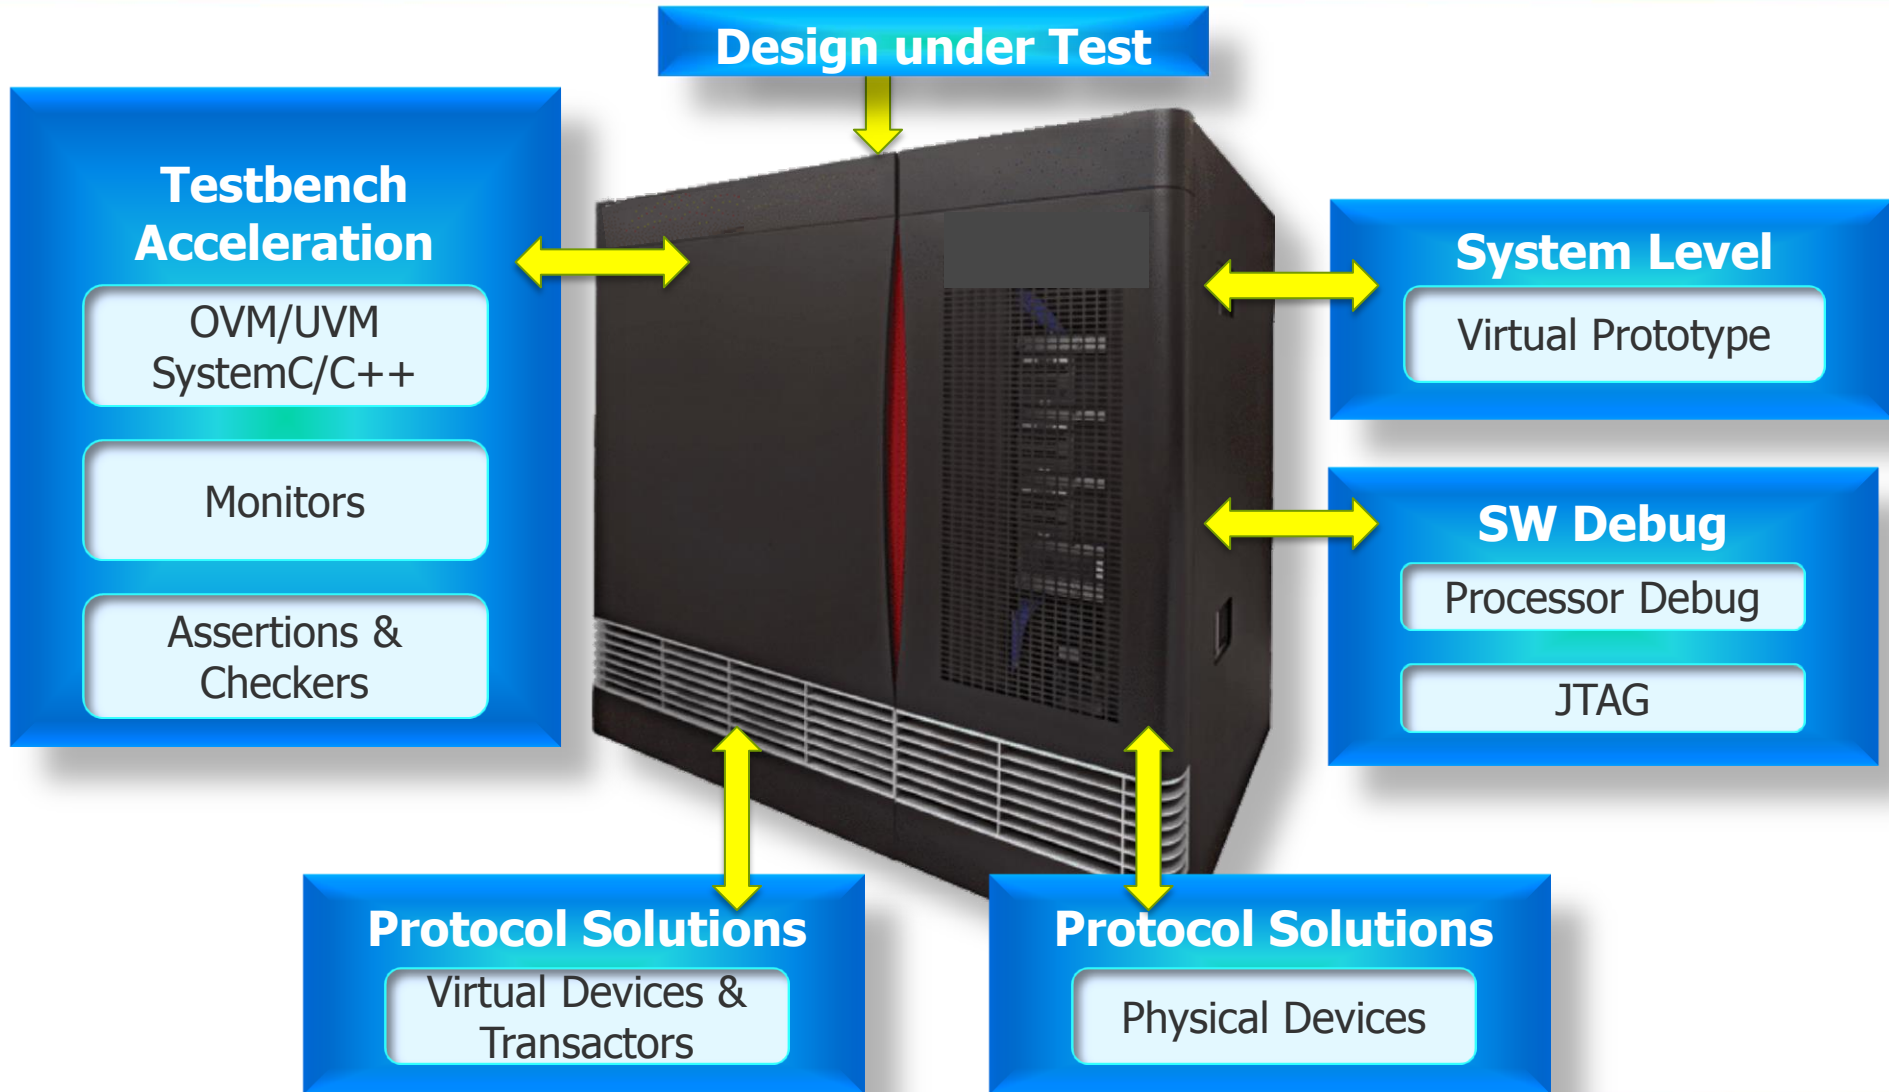 Design under Test
Testbench
Acceleration
OVM/UVM
SystemC/C++
Monitors
Assertions &
Checkers
System Level
Virtual Prototype
SW Debug
Processor Debug
JTAG
Protocol Solutions
Virtual Devices &
Transactors
Protocol Solutions
Physical Devices